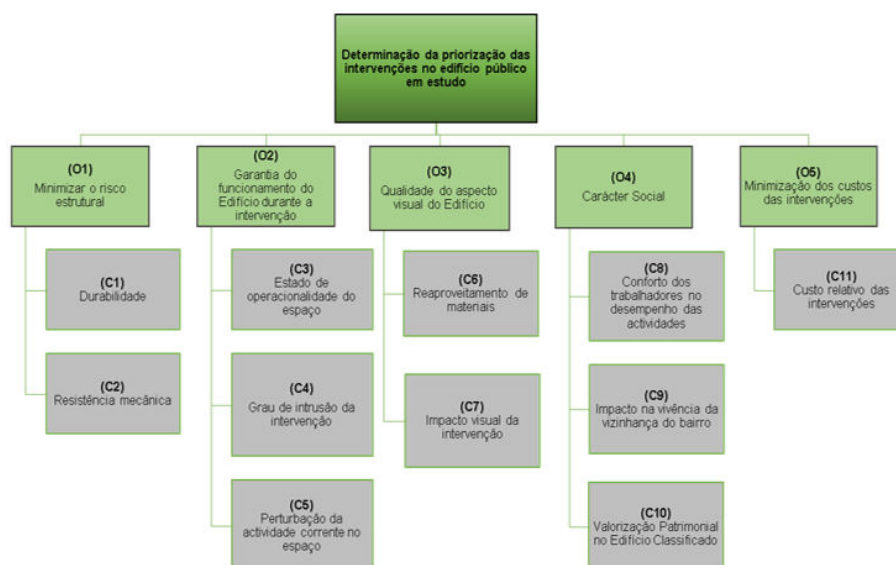 Determinação da priorização das
intervenções no edifício público
em estudo
(O1)
Minimizar o risco
estrutural
(O2)
Garantia do
funcionamento do
Edifício durante a
intervenção
(O3)
Qualidade do aspecto
visual do Edifício
(O4)
Carácter Social
(O5)
Minimização dos custos
das intervenções
(C1)
Durabilidade
(C2)
Resistência mecânica
(C3)
Estado de
operacionalidade do
espaço
(C4)
Grau de intrusão da
intervenção
(C5)
Perturbação da
actividade corrente no
espaço
(C6)
Reaproveitamento de
materiais
(C7)
Impacto visual da
intervenção
(C8)
Conforto dos
trabalhadores no
desempenho das
actividades
(C9)
Impacto na vivência da
vizinhança do bairro
(C10)
Valorização Patrimonial
no Edifício Classificado
(C11)
Custo relativo das
intervenções